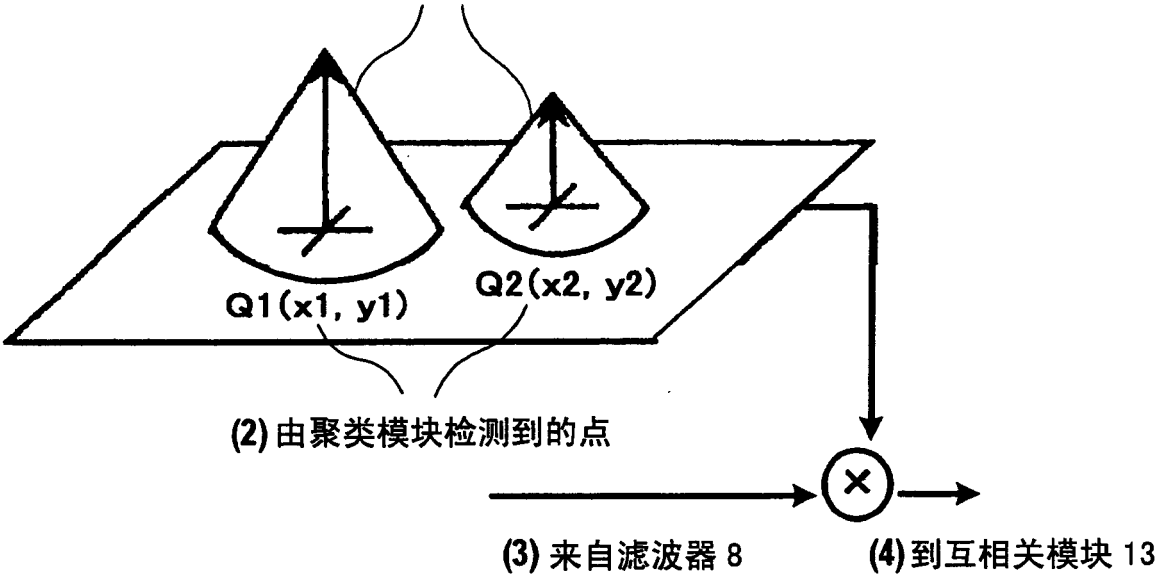 Q1(x1, y1)
Q2(x2, y2)
(2) 由聚类模块检测到的点
×
(3) 来自滤波器 8
(4) 到互相关模块 13